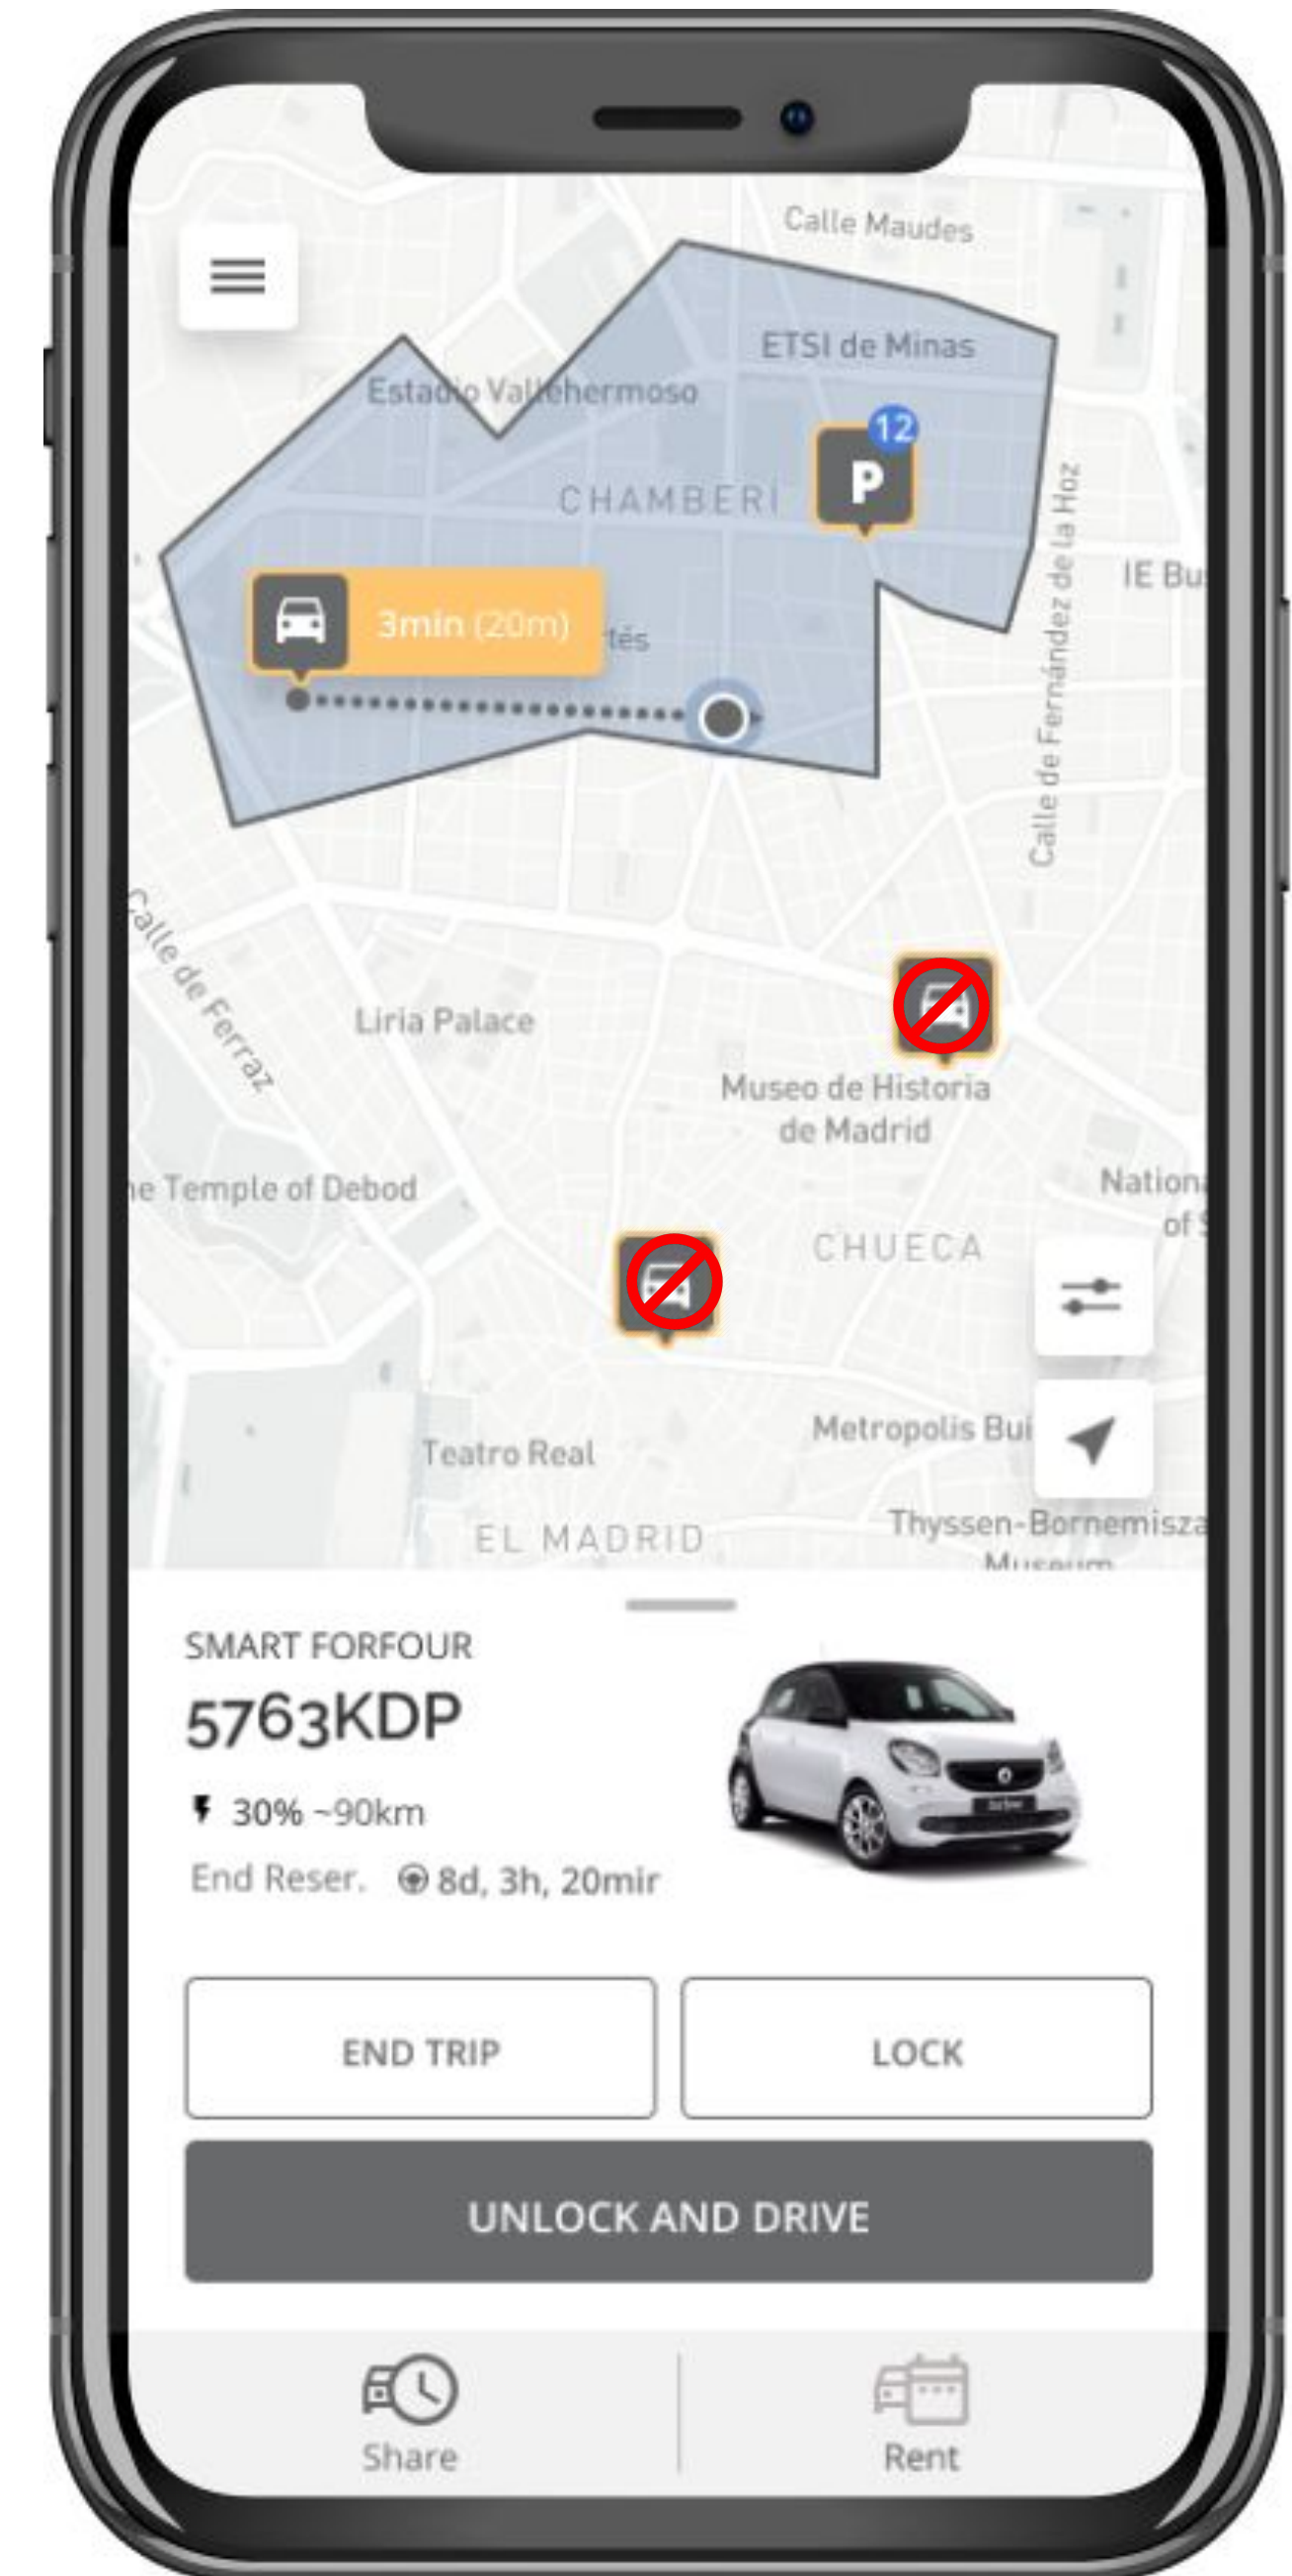 Calle Maudes
ETSI de Minas
Estadio Vallehermoso
12
P
CHAMBERÍ
Calle de Fernández de la Hoz
IE Bu
3min (20m)
tés
Calle de Ferraz
Liria Palace
Museo de Historia
de Madrid
he Temple of Debod
Nationa
of S
CHUECA
Metropolis Bui
Teatro Real
Thyssen-Bornemisza
Museum
EL MADRID
SMART FORFOUR
5763KDP
30% ~90km
End Reser. 8d, 3h, 20mir
END TRIP
LOCK
UNLOCK AND DRIVE
Share
Rent